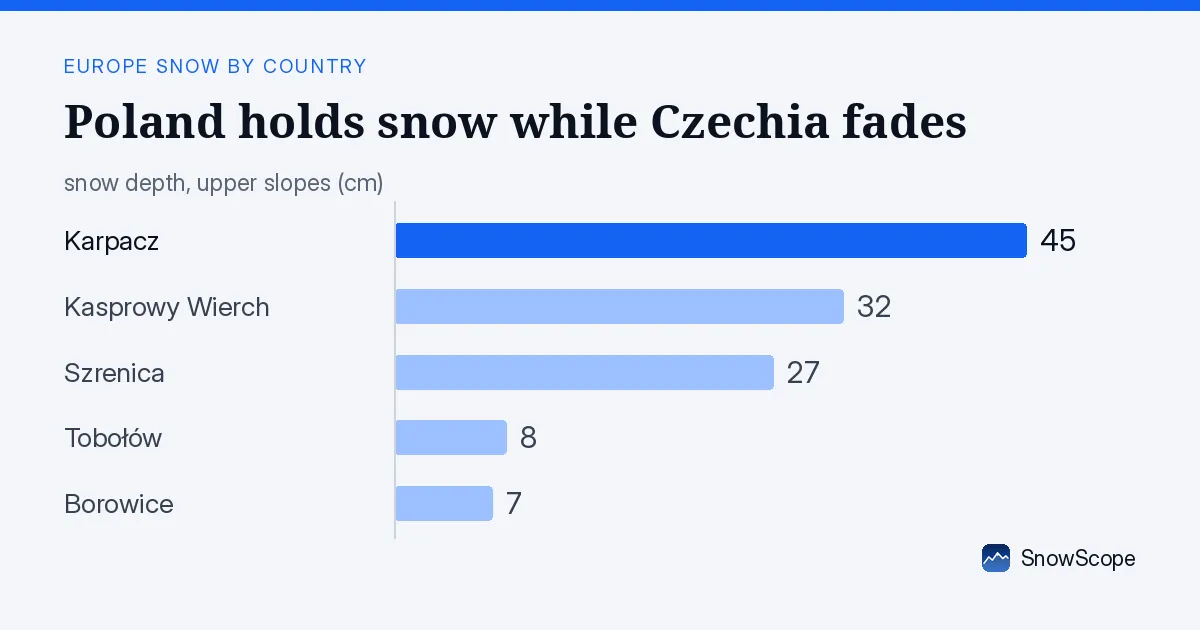 EUROPE SNOW BY COUNTRY
Poland holds snow while Czechia fades
snow depth, upper slopes (cm)
Karpacz 45
Kasprowy Wierch 32
Szrenica 27
Tobołów 8
Borowice 7
SnowScope